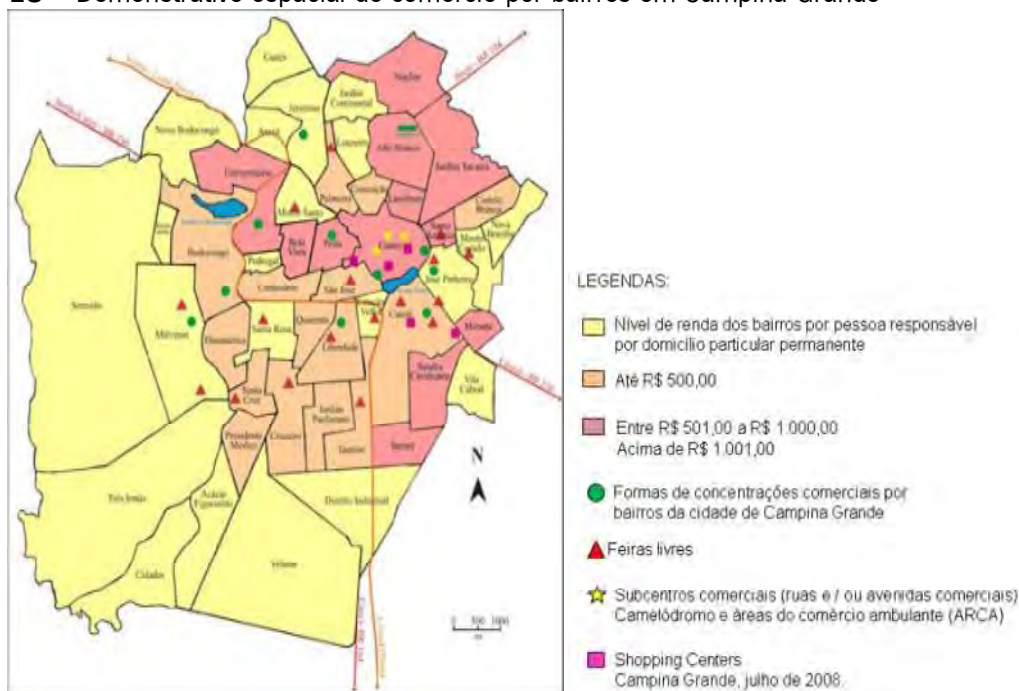 Demonstrativo espacial do comércio por bairros em Campina Grande
Cuités
Nações
Jardim Continental
Jeremias
Novo Bodocongó
Araxá
Louzeiro
Alto Branco
Jardim Tavares
Universitário
Palmeira
Conceição
Lauritzen
Castelo Branco
Monte Santo
Nova Brasília
Bela Vista
Prata
Centro
Santo Antônio
Bodocongó
Pedregal
José Pinheiro
Serrotão
Centenário
São José
Malvinas
Santa Rosa
Quarenta
Catolé
Mirante
Dinamérica
Liberdade
Sandra Cavalcante
Vila Cabral
Santa Cruz
Jardim Paulistano
Presidente Médici
Cruzeiro
Tambor
Itararé
N
Distrito Industrial
Três Irmãs
Acácio Figueiredo
Velame
Cidades
0 500 1000
m
LEGENDAS:
Nível de renda dos bairros por pessoa responsável
por domicílio particular permanente
Até R$ 500,00
Entre R$ 501,00 a R$ 1.000,00
Acima de R$ 1.001,00
Formas de concentrações comerciais por
bairros da cidade de Campina Grande
Feiras livres
Subcentros comerciais (ruas e / ou avenidas comerciais)
Camelódromo e áreas do comércio ambulante (ARCA)
Shopping Centers
Campina Grande, julho de 2008.